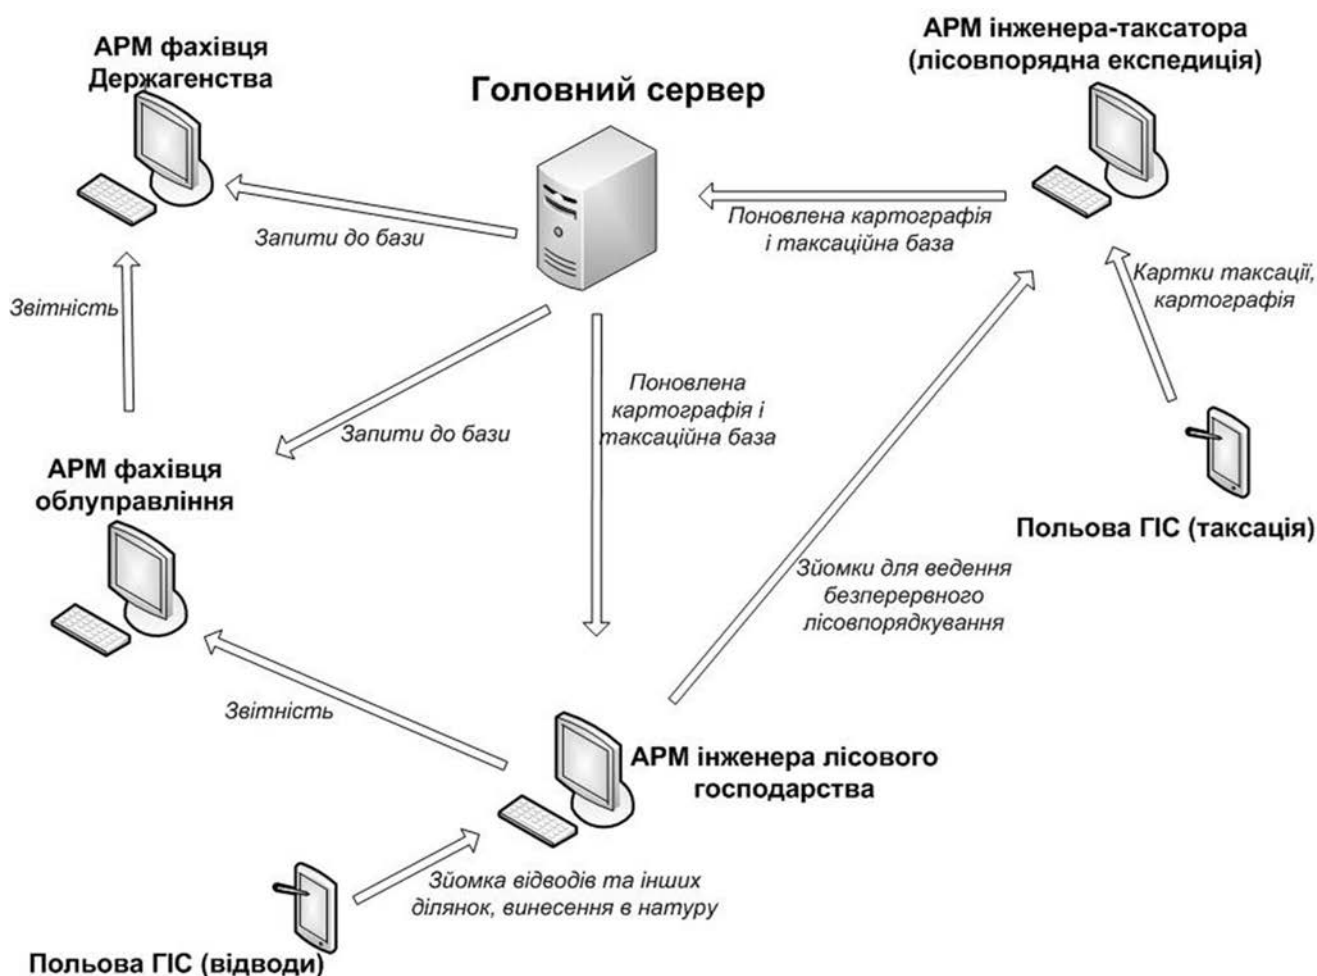 АРМ фахівця
Держагенства
Головний сервер
АРМ інженера-таксатора
(лісовпорядна експедиція)
Запити до бази
Поновлена картографія
і таксаційна база
Картки таксації,
картографія
Звітність
Поновлена
картографія і
таксаційна база
Запити до бази
АРМ фахівця
облуправління
Польова ГІС (таксація)
Зйомки для ведення
безперервного
лісовпорядкування
Звітність
АРМ інженера лісового
господарства
Зйомка відводів та інших
ділянок, винесення в натуру
Польова ГІС (відводи)